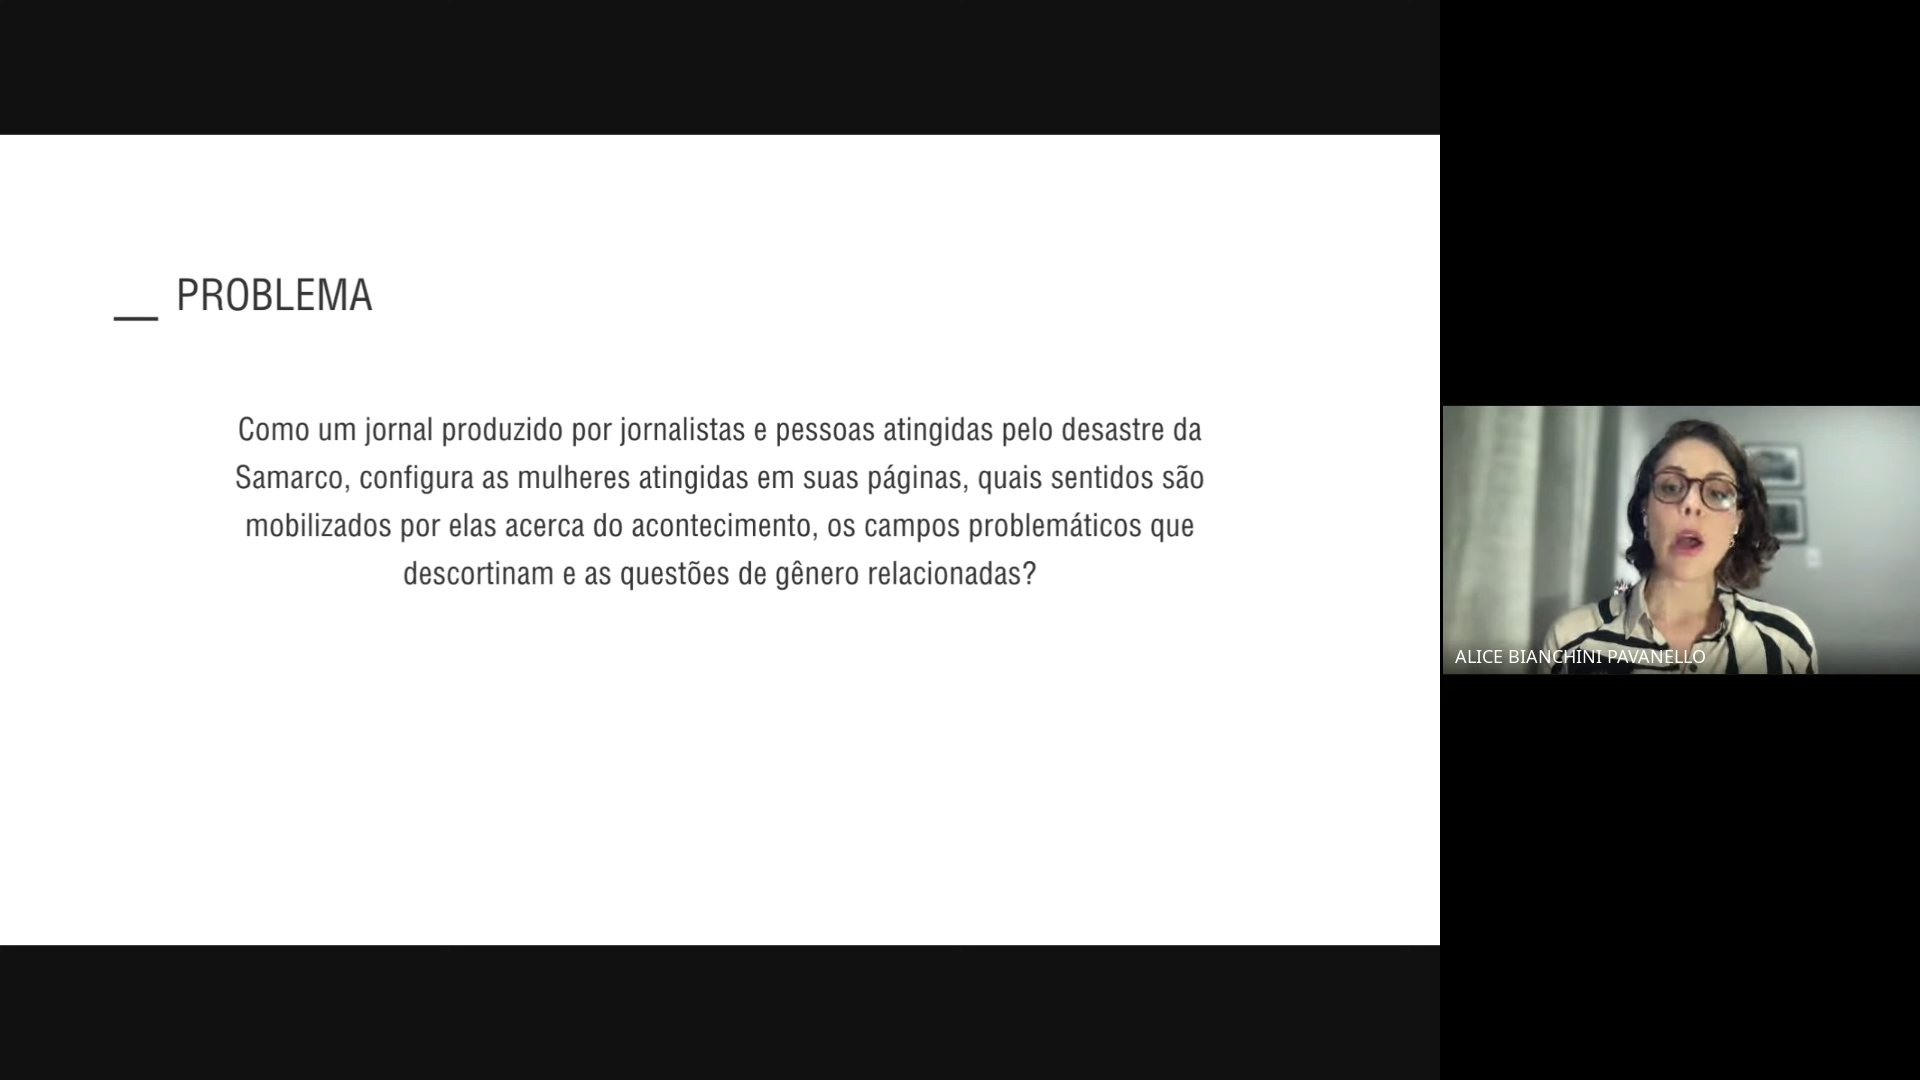 __ PROBLEMA
Como um jornal produzido por jornalistas e pessoas atingidas pelo desastre da
Samarco, configura as mulheres atingidas em suas páginas, quais sentidos são
mobilizados por elas acerca do acontecimento, os campos problemáticos que
descortinam e as questões de gênero relacionadas?
ALICE BIANCHINI PAVANELLO